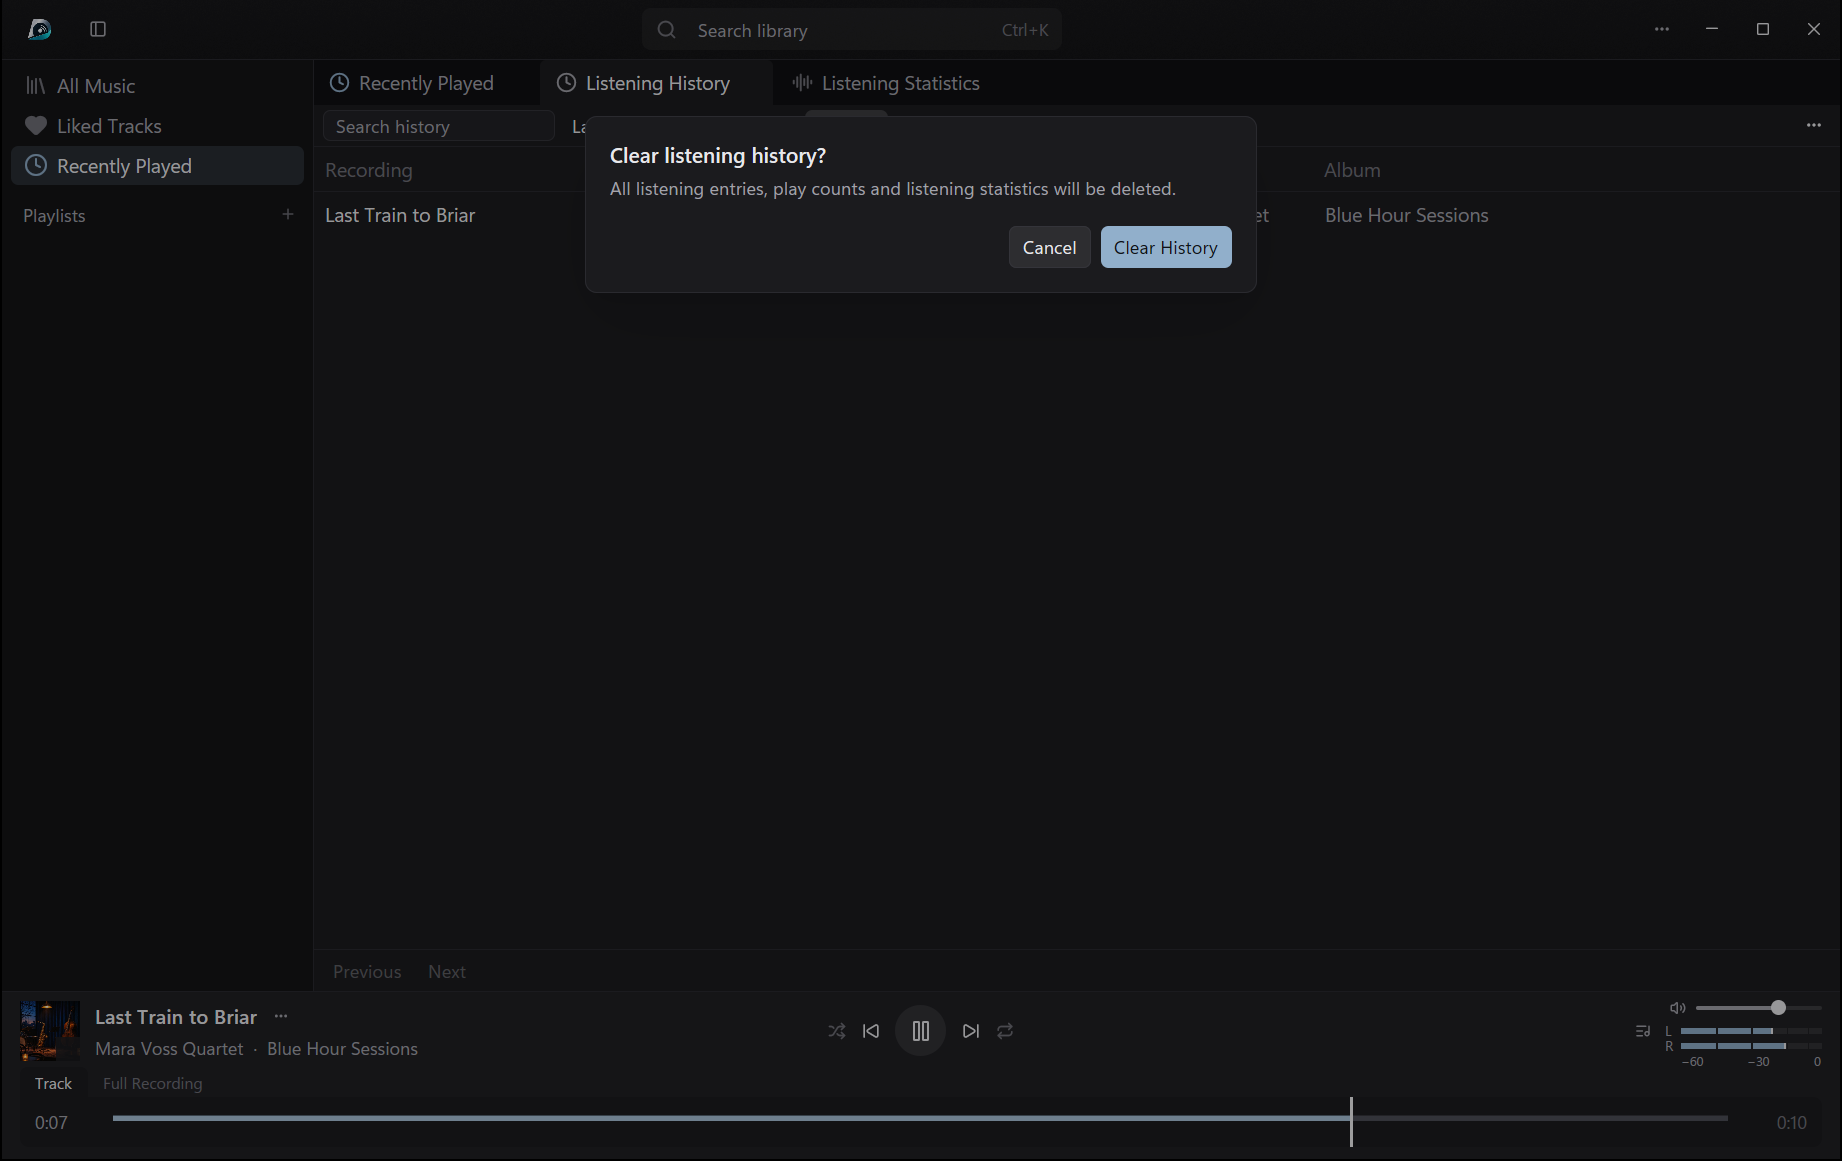 Search library Ctrl+K
All Music
Liked Tracks
Recently Played
Playlists
Recently Played
Listening History
Listening Statistics
Search history
Recording
Album
Last Train to Briar
Blue Hour Sessions
Clear listening history?
All listening entries, play counts and listening statistics will be deleted.
Cancel
Clear History
Previous
Next
Last Train to Briar
Mara Voss Quartet · Blue Hour Sessions
Track
Full Recording
0:07
0:10
L
R
−60 −30 0